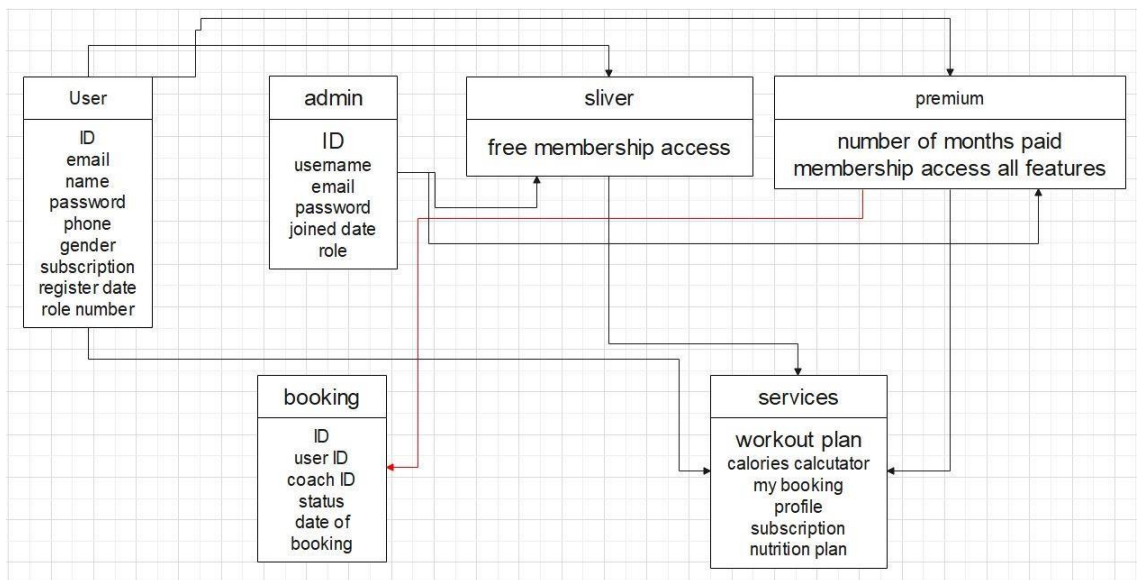 User
ID
email
name
password
phone
gender
subscription
register date
role number
admin
ID
username
email
password
joined date
role
sliver
free membership access
premium
number of months paid
membership access all features
booking
ID
user ID
coach ID
status
date of
booking
services
workout plan
calories calcutator
my booking
profile
subscription
nutrition plan